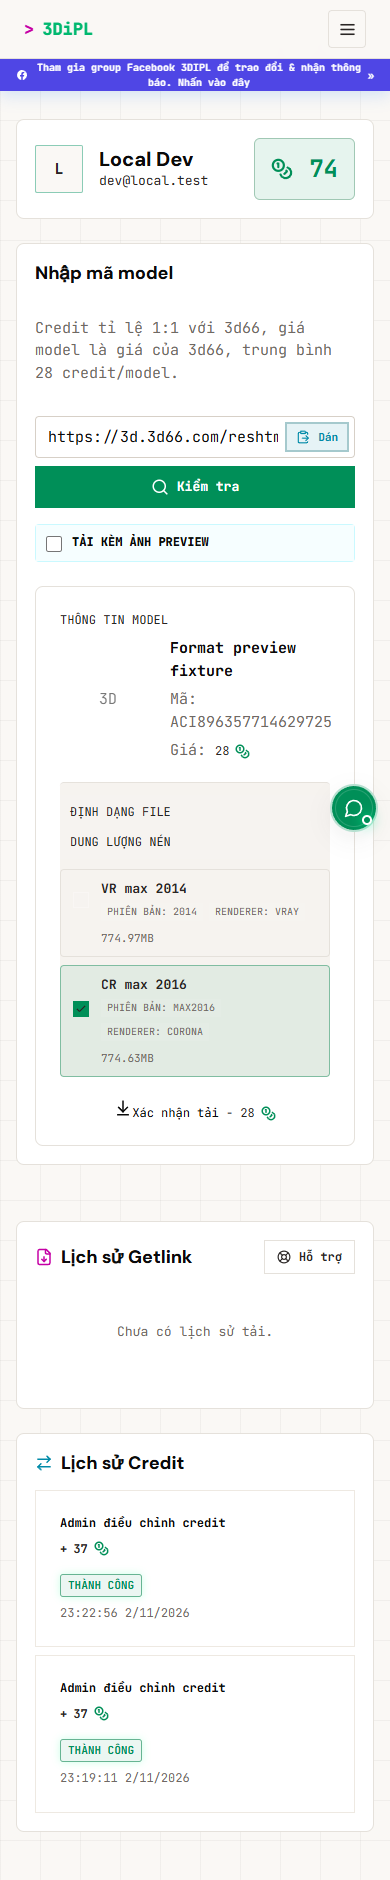 > 3DiPL
Tham gia group Facebook 3DIPL để trao đổi & nhận thông
báo. Nhấn vào đây
»
L
Local Dev
dev@local.test
74
Nhập mã model
Credit tỉ lệ 1:1 với 3d66, giá
model là giá của 3d66, trung bình
28 credit/model.
https://3d.3d66.com/reshtm
Dán
Kiểm tra
TẢI KÈM ẢNH PREVIEW
THÔNG TIN MODEL
3D
Format preview
fixture
Mã:
ACI896357714629725
Giá: 28
ĐỊNH DẠNG FILE
DUNG LƯỢNG NÉN
VR max 2014
PHIÊN BẢN: 2014 RENDERER: VRAY
774.97MB
CR max 2016
PHIÊN BẢN: MAX2016
RENDERER: CORONA
774.63MB
Xác nhận tải - 28
Lịch sử Getlink
Hỗ trợ
Chưa có lịch sử tải.
Lịch sử Credit
Admin điều chỉnh credit
+ 37
THÀNH CÔNG
23:22:56 2/11/2026
Admin điều chỉnh credit
+ 37
THÀNH CÔNG
23:19:11 2/11/2026